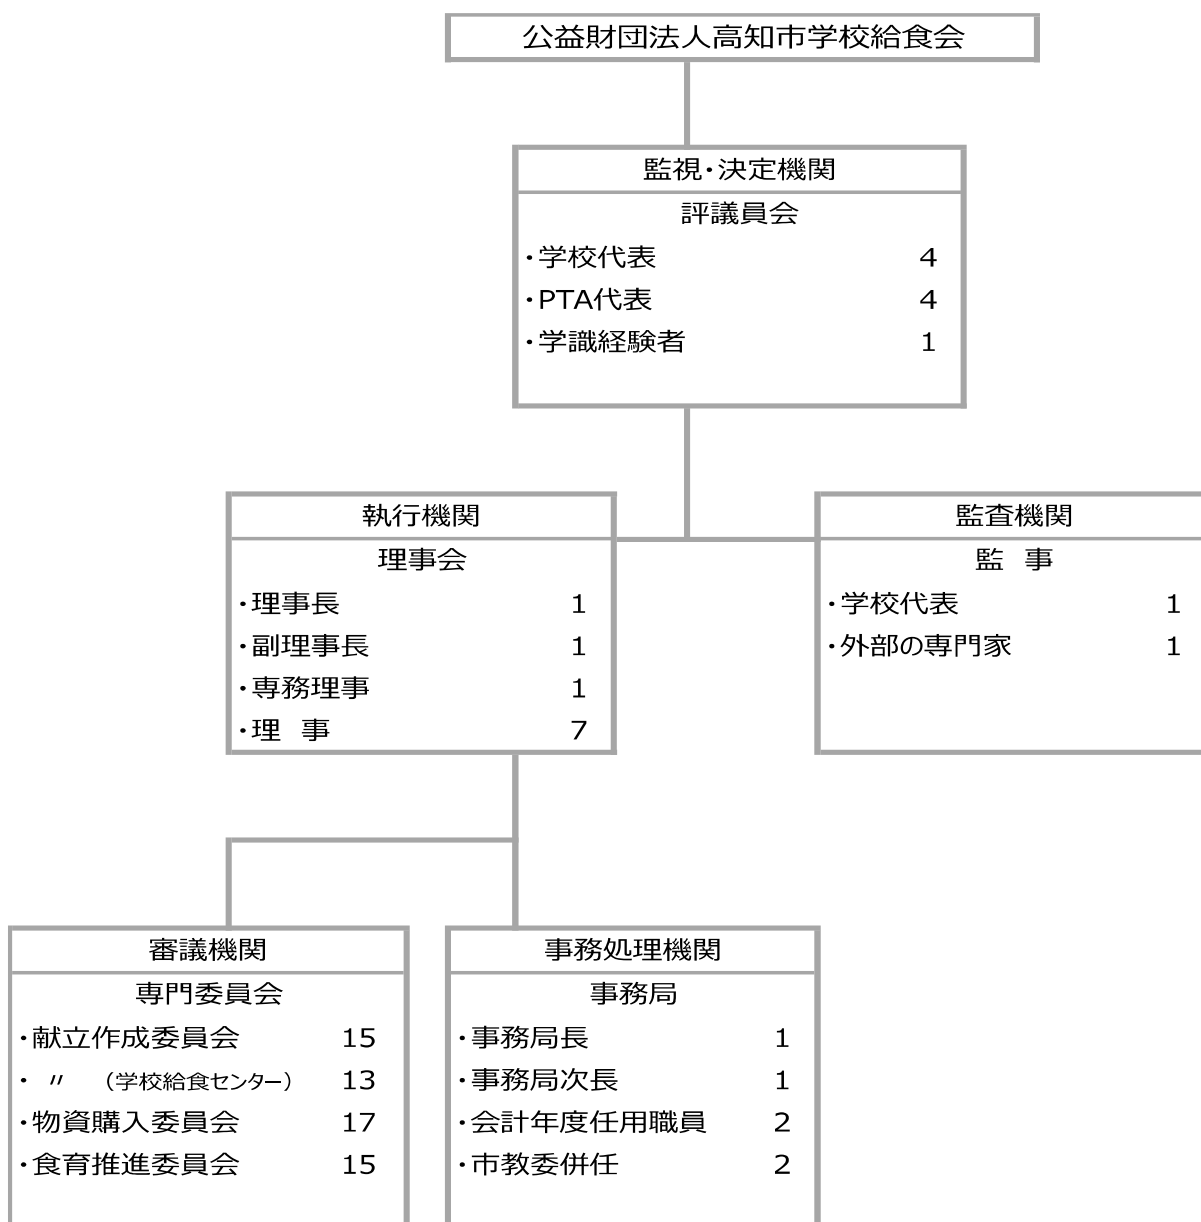 公益財団法人高知市学校給食会
監視・決定機関
評議員会
・学校代表 4
・PTA代表 4
・学識経験者 1
執行機関
理事会
・理事長 1
・副理事長 1
・専務理事 1
・理 事 7
監査機関
監 事
・学校代表 1
・外部の専門家 1
審議機関
専門委員会
・献立作成委員会 15
・ 〃 （学校給食センター） 13
・物資購入委員会 17
・食育推進委員会 15
事務処理機関
事務局
・事務局長 1
・事務局次長 1
・会計年度任用職員 2
・市教委併任 2